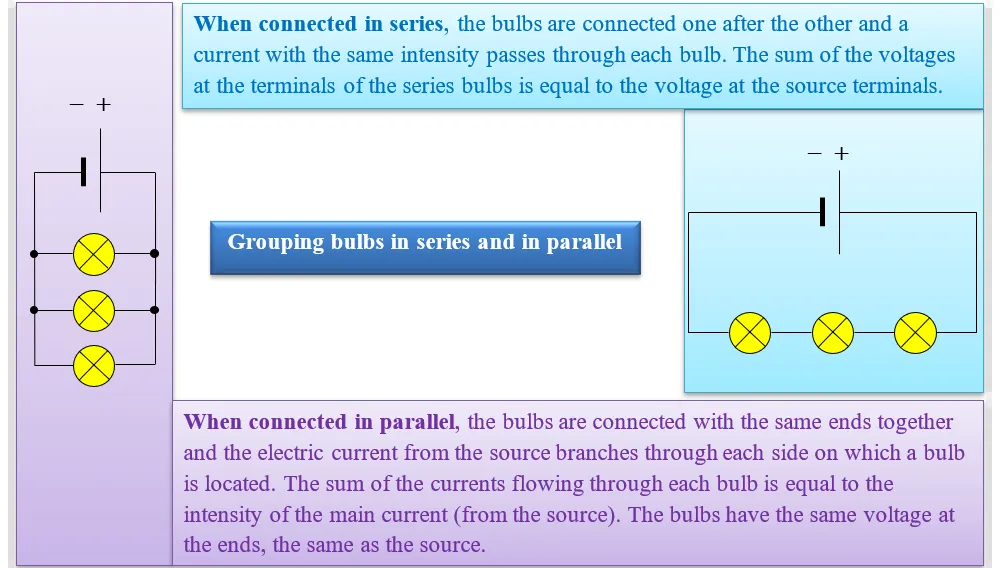 When connected in series, the bulbs are connected one after the other and a
current with the same intensity passes through each bulb. The sum of the voltages
at the terminals of the series bulbs is equal to the voltage at the source terminals.
− +
− +
Grouping bulbs in series and in parallel
When connected in parallel, the bulbs are connected with the same ends together
and the electric current from the source branches through each side on which a bulb
is located. The sum of the currents flowing through each bulb is equal to the
intensity of the main current (from the source). The bulbs have the same voltage at
the ends, the same as the source.